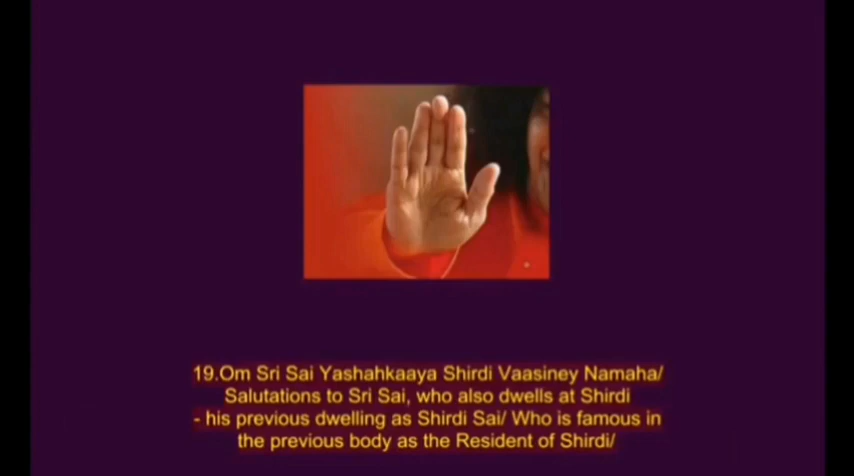 19.Om Sri Sai Yashahkaaya Shirdi Vaasiney Namaha/
Salutations to Sri Sai, who also dwells at Shirdi
- his previous dwelling as Shirdi Sai/ Who is famous in
the previous body as the Resident of Shirdi/